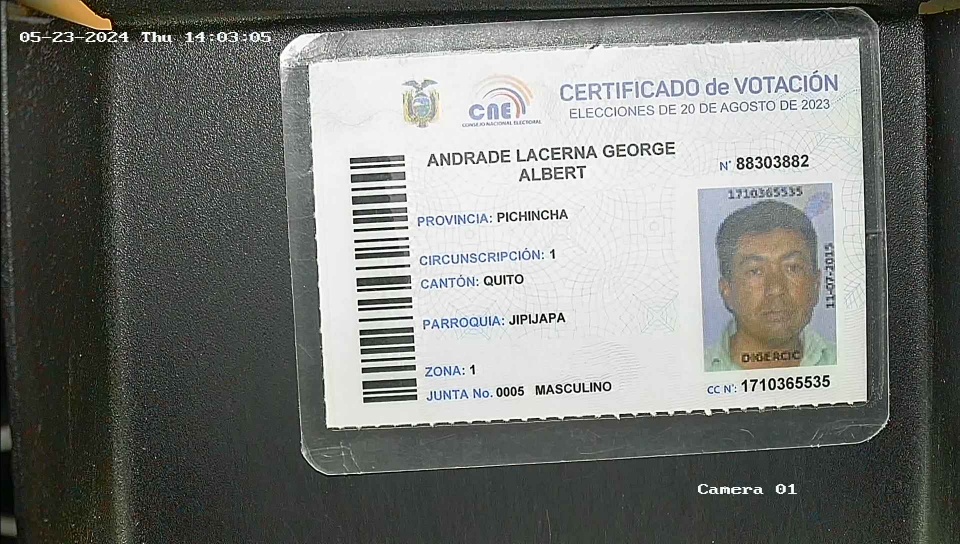 05-23-2024 Thu 14:03:05
CNE
CONSEJO NACIONAL ELECTORAL
CERTIFICADO de VOTACIÓN
ELECCIONES DE 20 DE AGOSTO DE 2023
ANDRADE LACERNA GEORGE
ALBERT
N° 88303882
PROVINCIA: PICHINCHA
CIRCUNSCRIPCIÓN: 1
CANTÓN: QUITO
PARROQUIA: JIPIJAPA
ZONA: 1
JUNTA No. 0005 MASCULINO
1710365535
11-07-2015
DIGERCIC
CC N°: 1710365535
Camera 01